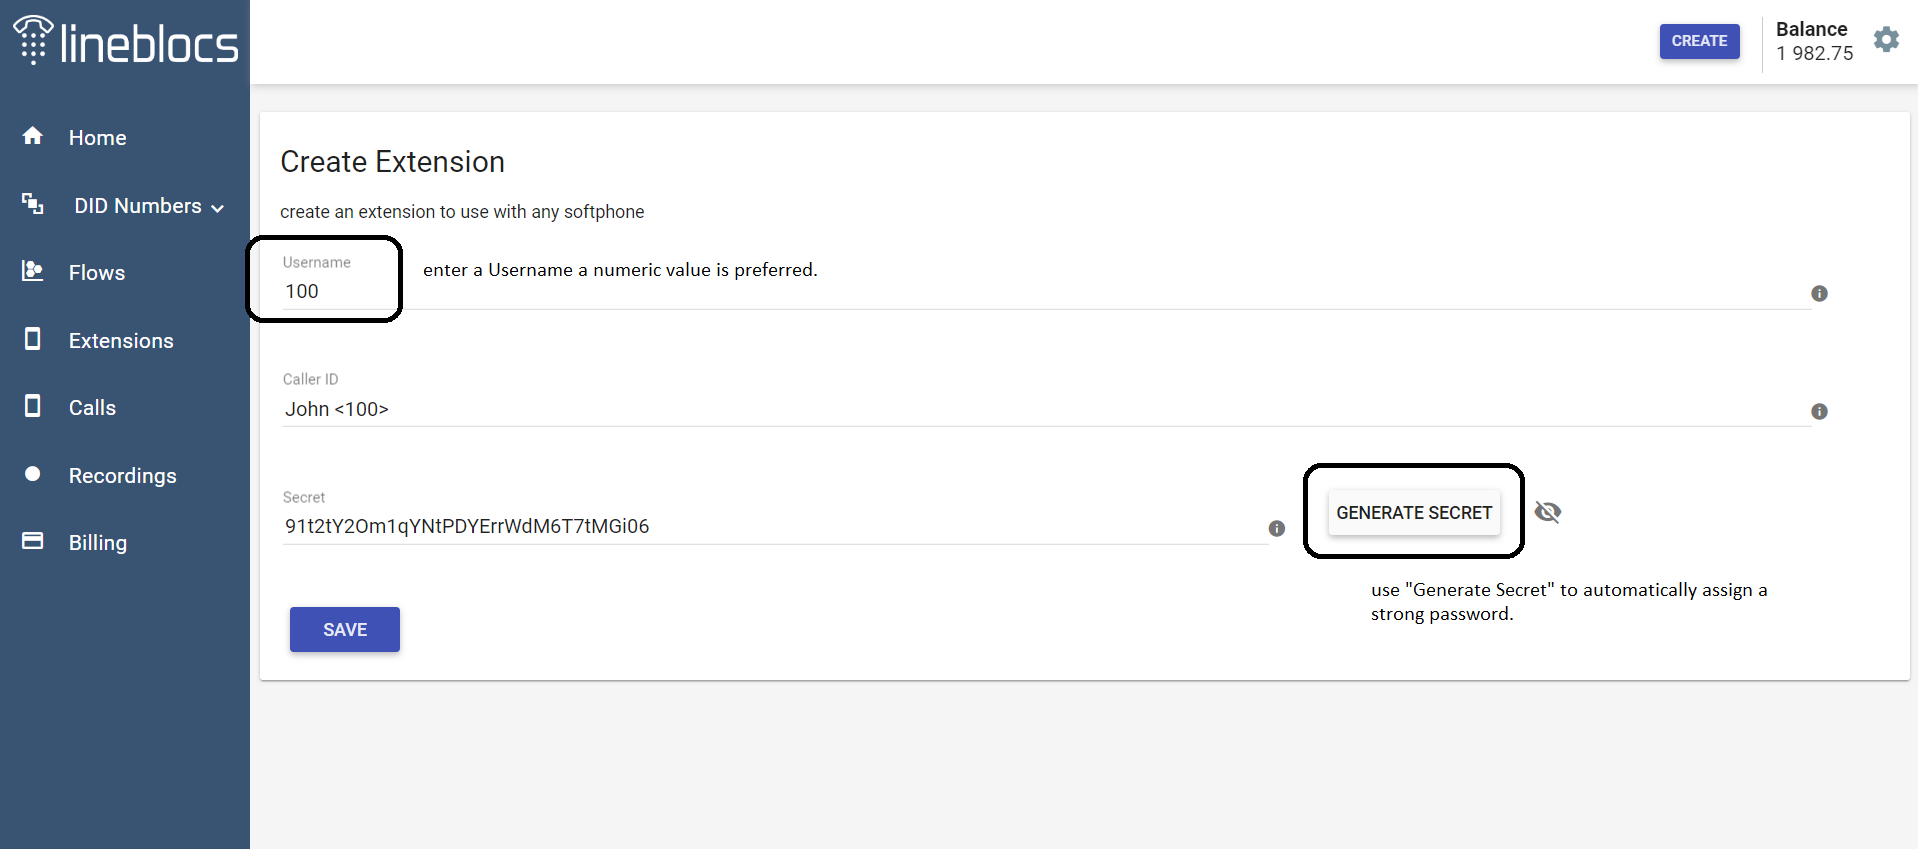 lineblocs
CREATE
Balance
1 982.75
Home
DID Numbers
Flows
Extensions
Calls
Recordings
Billing
Create Extension
create an extension to use with any softphone
Username
100
enter a Username a numeric value is preferred.
Caller ID
John <100>
Secret
91t2tY2Om1qYNtPDYErrWdM6T7tMGi06
GENERATE SECRET
use "Generate Secret" to automatically assign a
strong password.
SAVE